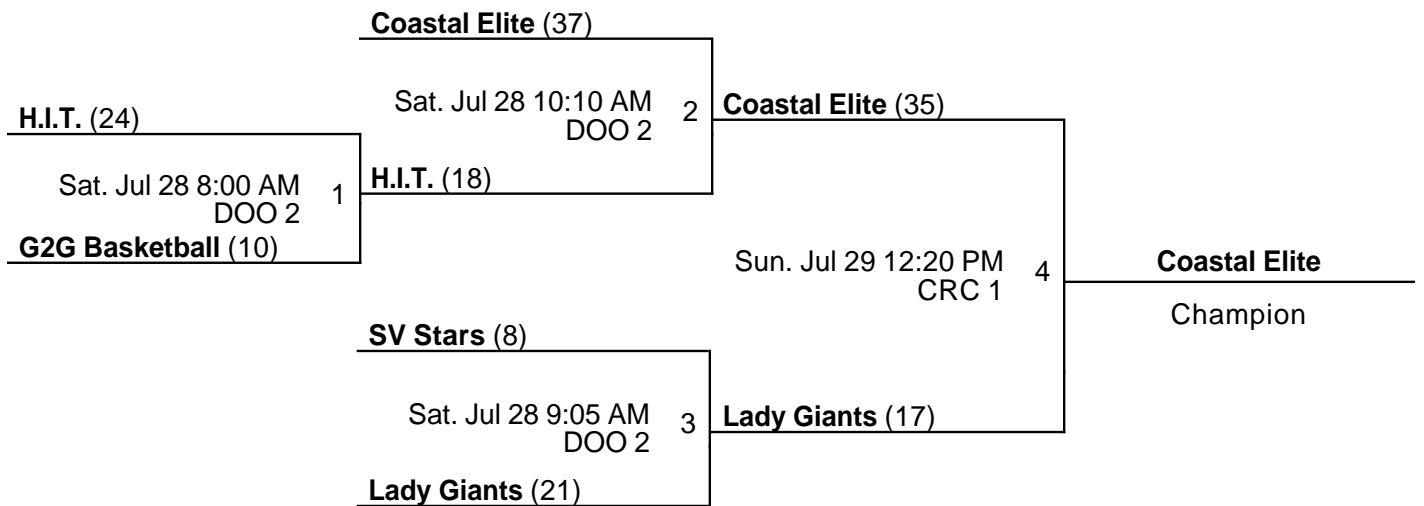 Coastal Elite (37)
H.I.T. (24)
Sat. Jul 28 10:10 AM
DOO 2
2
Coastal Elite (35)
Sat. Jul 28 8:00 AM
DOO 2
1
H.I.T. (18)
G2G Basketball (10)
Sun. Jul 29 12:20 PM
CRC 1
4
Coastal Elite
Champion
SV Stars (8)
Sat. Jul 28 9:05 AM
DOO 2
3
Lady Giants (17)
Lady Giants (21)